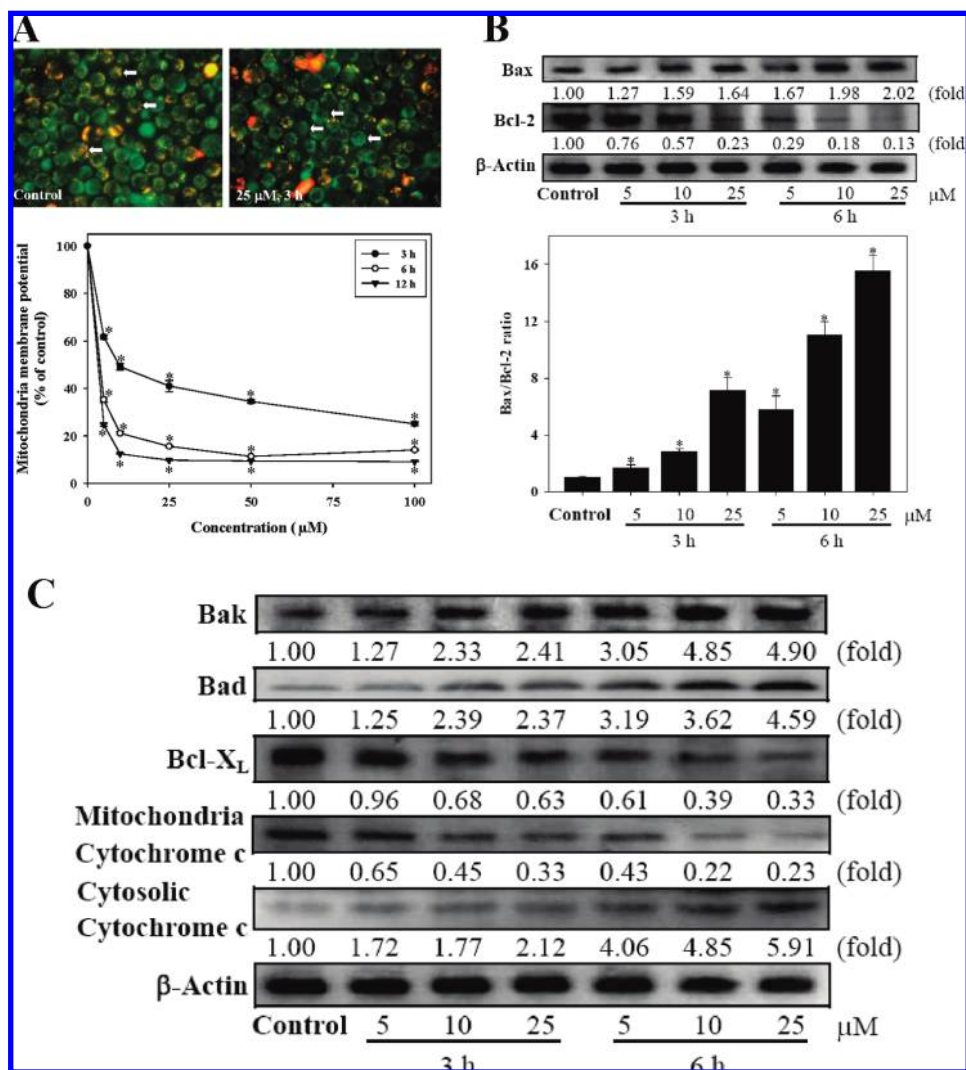 A
Control
25 μM, 3 h
Mitochondria membrane potential
(% of control)
100
80
60
40
20
0
3 h
6 h
12 h
* * * * *
* * * * *
* * * * *
0 25 50 75 100
Concentration (μM)
B
Bax
1.00 1.27 1.59 1.64 1.67 1.98 2.02 (fold
Bcl-2
1.00 0.76 0.57 0.23 0.29 0.18 0.13 (fold
β-Actin
Control 5 10 25 5 10 25 μM
3 h 6 h
Bax/Bcl-2 ratio
16
12
8
4
0
* * * * * *
Control 5 10 25 5 10 25 μM
3 h 6 h
C
Bak
1.00 1.27 2.33 2.41 3.05 4.85 4.90 (fold)
Bad
1.00 1.25 2.39 2.37 3.19 3.62 4.59 (fold)
Bcl-XL
1.00 0.96 0.68 0.63 0.61 0.39 0.33 (fold)
Mitochondria
Cytochrome c
1.00 0.65 0.45 0.33 0.43 0.22 0.23 (fold)
Cytosolic
Cytochrome c
1.00 1.72 1.77 2.12 4.06 4.85 5.91 (fold)
β-Actin
Control 5 10 25 5 10 25 μM
3 h 6 h